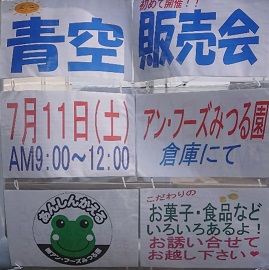 初めて開催！！
青空
販売会
7月11日(土)
AM9:00～12:00
アン・フーズみつる園
倉庫にて
あんしんかえる
㈱アン・フーズみつる園
こだわりの
お菓子・食品など
いろいろあるよ！
お誘い合せて
お越し下さい♥